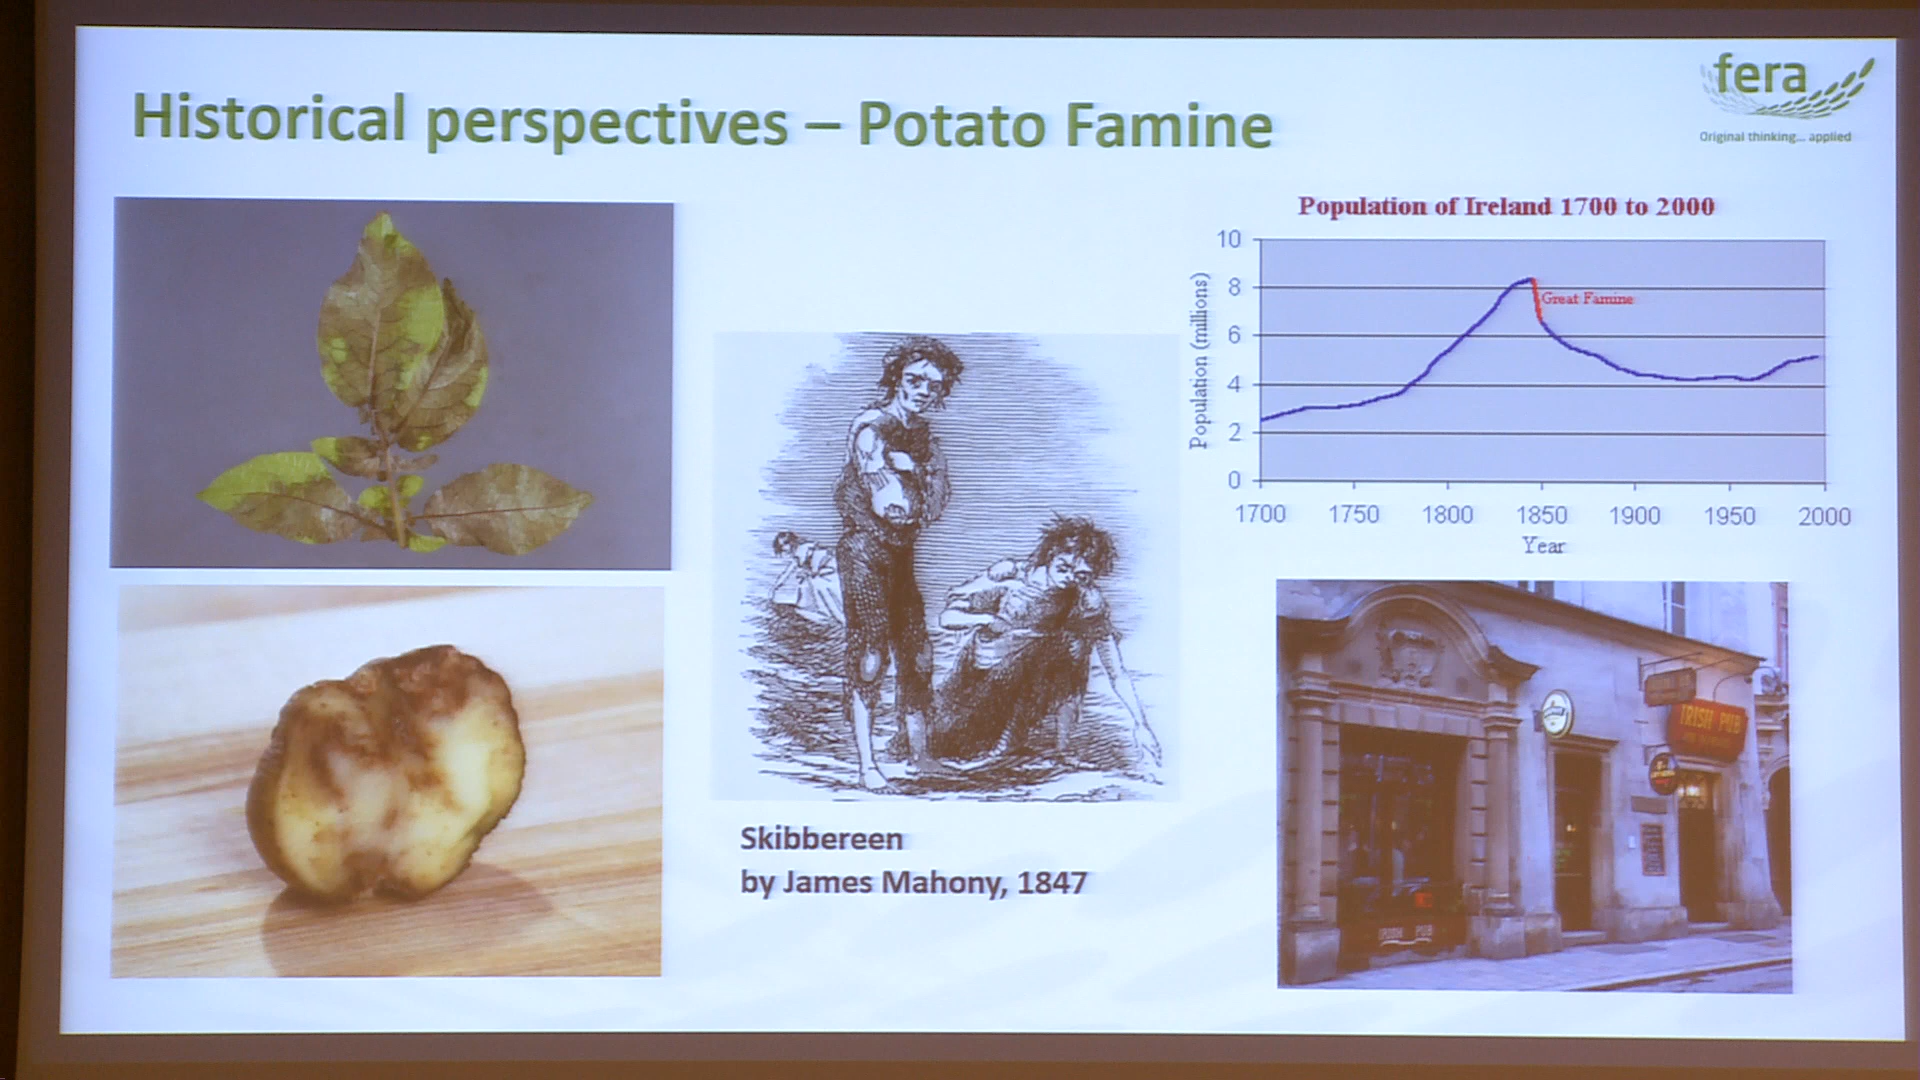 Historical perspectives – Potato Famine
fera
Original thinking... applied
Population of Ireland 1700 to 2000
Population (millions)
10
8
6
4
2
0
Great Famine
1700 1750 1800 1850 1900 1950 2000
Year
Skibbereen
by James Mahony, 1847
IRISH PUB
IRISH PUB